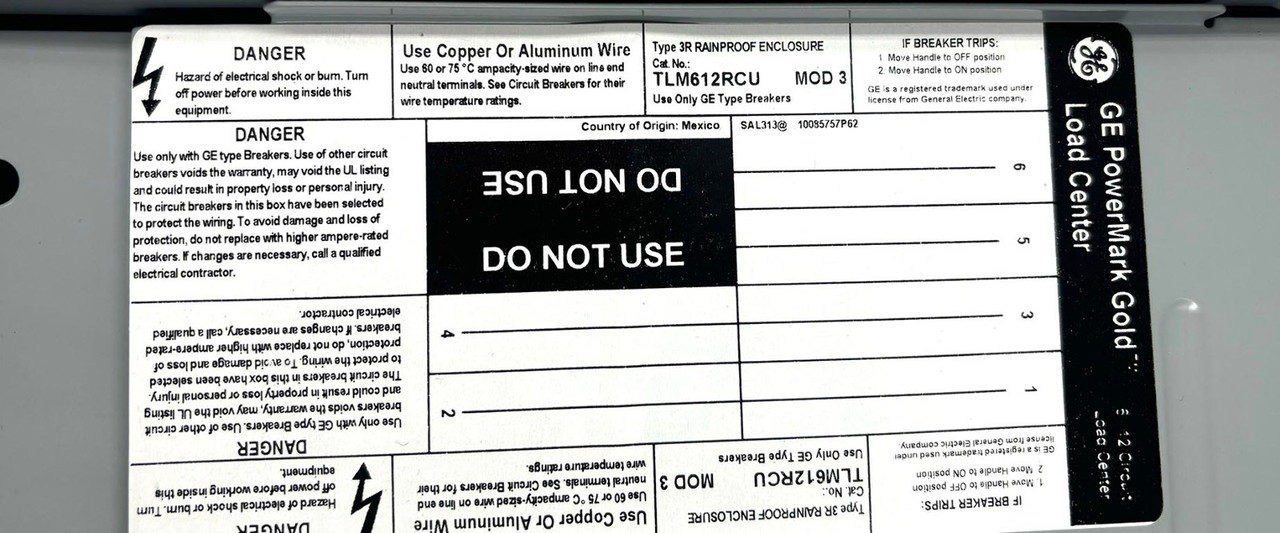 DANGER
Hazard of electrical shock or burn. Turn
off power before working inside this
equipment.
Use Copper Or Aluminum Wire
Use 60 or 75 °C ampacity-sized wire on line end
neutral terminals. See Circuit Breakers for their
wire temperature ratings.
Type 3R RAINPROOF ENCLOSURE
Cat. No.:
TLM612RCU MOD 3
Use Only GE Type Breakers
IF BREAKER TRIPS:
1. Move Handle to OFF position
2. Move Handle to ON position
GE is a registered trademark used under
license from General Electric company.
DANGER
Use only with GE type Breakers. Use of other circuit
breakers voids the warranty, may void the UL listing
and could result in property loss or personal injury.
The circuit breakers in this box have been selected
to protect the wiring. To avoid damage and loss of
protection, do not replace with higher ampere-rated
breakers. If changes are necessary, call a qualified
electrical contractor.
Country of Origin: Mexico
SAL313@ 10085757P62
DO NOT USE
DO NOT USE
6
5
4
3
2
1
GE
GE PowerMark Gold™
Load Center
12 Circuit
Load Center
DANGER
Use only with GE type Breakers. Use of other circuit
breakers voids the warranty, may void the UL listing
and could result in property loss or personal injury.
The circuit breakers in this box have been selected
to protect the wiring. To avoid damage and loss of
protection, do not replace with higher ampere-rated
breakers. If changes are necessary, call a qualified
electrical contractor.
IF BREAKER TRIPS:
1. Move Handle to OFF position
2. Move Handle to ON position
GE is a registered trademark used under
license from General Electric company.
Type 3R RAINPROOF ENCLOSURE
Cat. No.:
TLM612RCU MOD 3
Use Only GE Type Breakers
Use Copper Or Aluminum Wire
Use 60 or 75 °C ampacity-sized wire on line end
neutral terminals. See Circuit Breakers for their
wire temperature ratings.
DANGER
Hazard of electrical shock or burn. Turn
off power before working inside this
equipment.